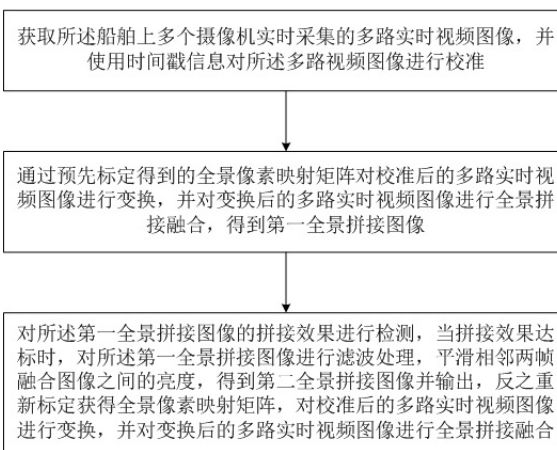 获取所述船舶上多个摄像机实时采集的多路实时视频图像，并
使用时间戳信息对所述多路视频图像进行校准
通过预先标定得到的全景像素映射矩阵对校准后的多路实时视
频图像进行变换，并对变换后的多路实时视频图像进行全景拼
接融合，得到第一全景拼接图像
对所述第一全景拼接图像的拼接效果进行检测，当拼接效果达
标时，对所述第一全景拼接图像进行滤波处理，平滑相邻两帧
融合图像之间的亮度，得到第二全景拼接图像并输出，反之重
新标定获得全景像素映射矩阵，对校准后的多路实时视频图像
进行变换，并对变换后的多路实时视频图像进行全景拼接融合